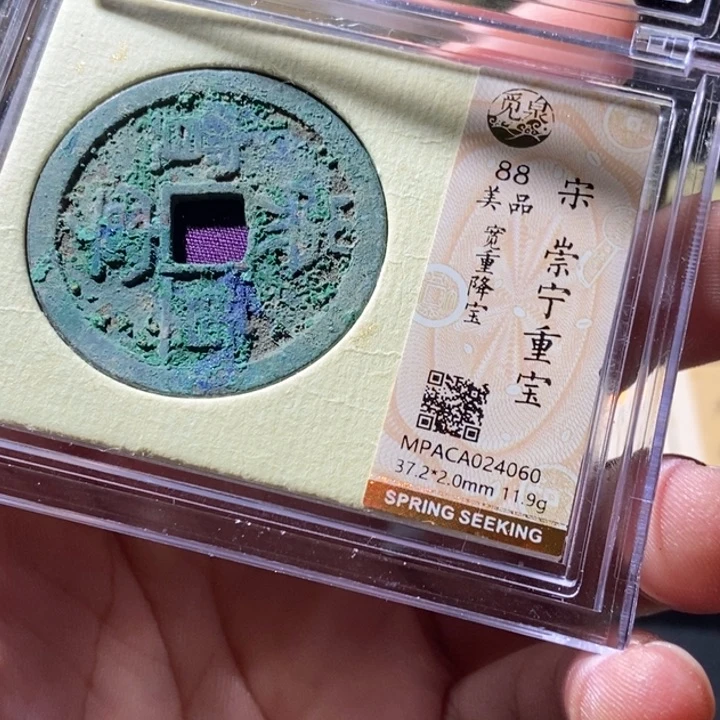 觅泉
88
美品
宽重降宝
宋 崇宁重宝
MPACA024060
37.2*2.0mm 11.9g
SPRING SEEKING